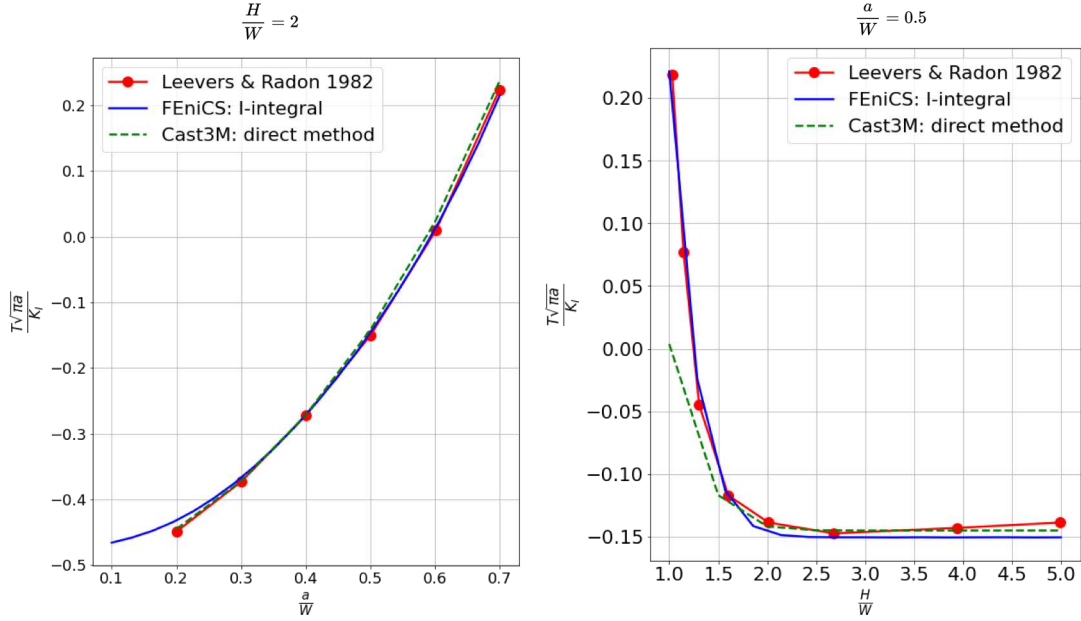 H/W = 2
Leevers & Radon 1982
FEniCS: I-integral
Cast3M: direct method
T√πa/K_I
0.2
0.1
0.0
−0.1
−0.2
−0.3
−0.4
−0.5
0.1 0.2 0.3 0.4 0.5 0.6 0.7
a/W
a/W = 0.5
Leevers & Radon 1982
FEniCS: I-integral
Cast3M: direct method
T√πa/K_I
0.20
0.15
0.10
0.05
0.00
−0.05
−0.10
−0.15
1.0 1.5 2.0 2.5 3.0 3.5 4.0 4.5 5.0
H/W